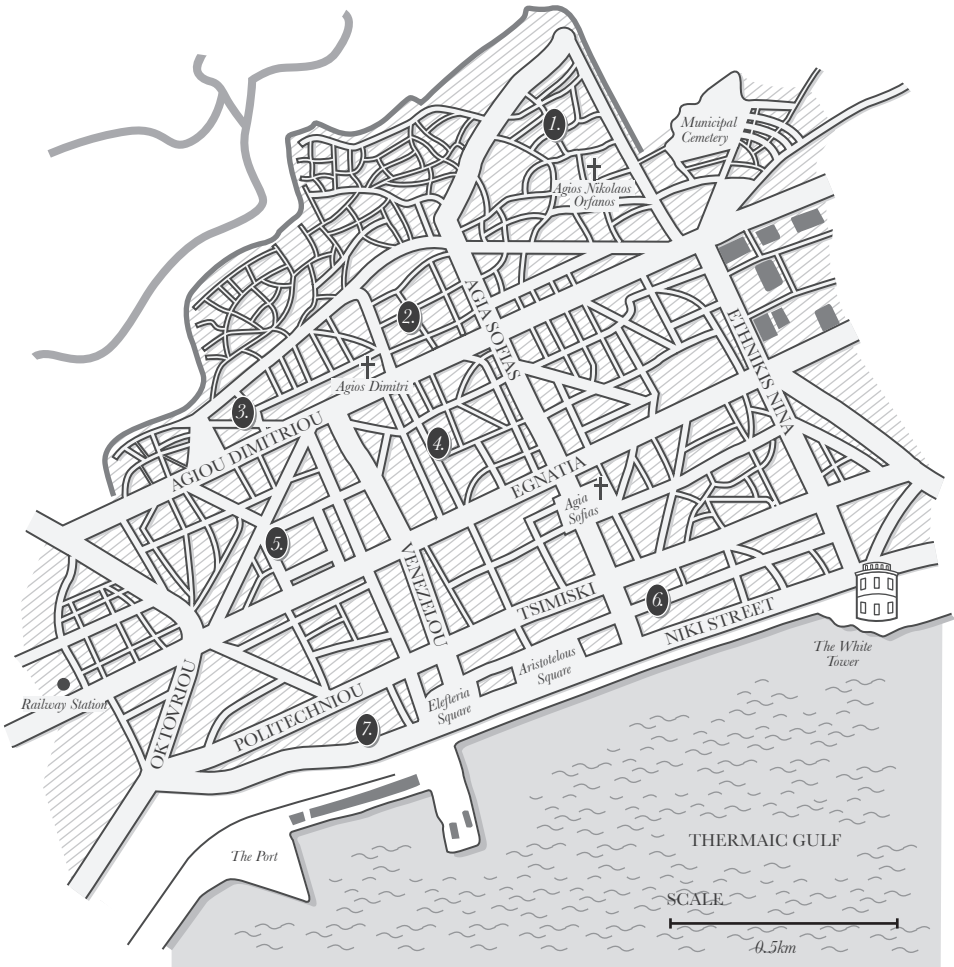 Municipal
Cemetery
1.
Agios Nikolaos
Orfanos
2.
AGIA SOFIAS
ETHNIKIS NINA
Agios Dimitri
3.
AGIOU DIMITRIOU
4.
EGNATIA
Agia
Sofias
5.
VENEZELOU
TSIMISKI
6.
NIKI STREET
The White
Tower
Railway Station
OKTOVRIOU
POLITECHNIOU
Elefteria
Square
Aristotelous
Square
7.
The Port
THERMAIC GULF
SCALE
0.5km